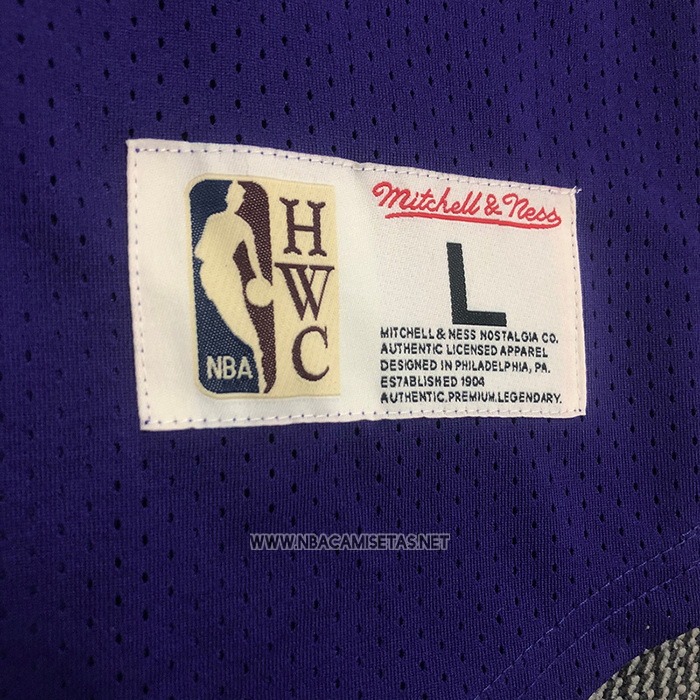 NBA
H
W
C
Mitchell & Ness
L
MITCHELL & NESS NOSTALGIA CO.
AUTHENTIC LICENSED APPAREL
DESIGNED IN PHILADELPHIA, PA.
ESTABLISHED 1904
AUTHENTIC.PREMIUM.LEGENDARY.
WWW.NBACAMISETAS.NET